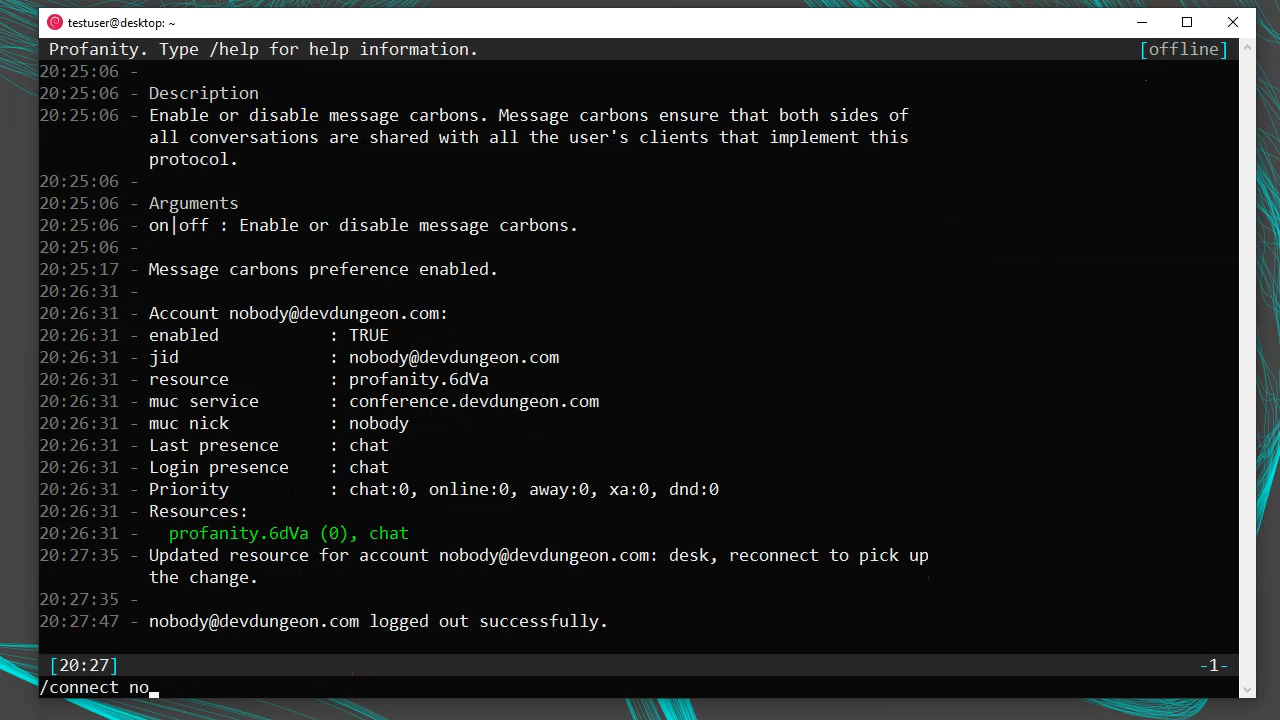 testuser@desktop: ~
Profanity. Type /help for help information. [offline]
20:25:06 -
20:25:06 - Description
20:25:06 - Enable or disable message carbons. Message carbons ensure that both sides of
all conversations are shared with all the user's clients that implement this
protocol.
20:25:06 -
20:25:06 - Arguments
20:25:06 - on|off : Enable or disable message carbons.
20:25:06 -
20:25:17 - Message carbons preference enabled.
20:26:31 -
20:26:31 - Account nobody@devdungeon.com:
20:26:31 - enabled : TRUE
20:26:31 - jid : nobody@devdungeon.com
20:26:31 - resource : profanity.6dVa
20:26:31 - muc service : conference.devdungeon.com
20:26:31 - muc nick : nobody
20:26:31 - Last presence : chat
20:26:31 - Login presence : chat
20:26:31 - Priority : chat:0, online:0, away:0, xa:0, dnd:0
20:26:31 - Resources:
20:26:31 - profanity.6dVa (0), chat
20:27:35 - Updated resource for account nobody@devdungeon.com: desk, reconnect to pick up
the change.
20:27:35 -
20:27:47 - nobody@devdungeon.com logged out successfully.
[20:27] -1-
/connect no